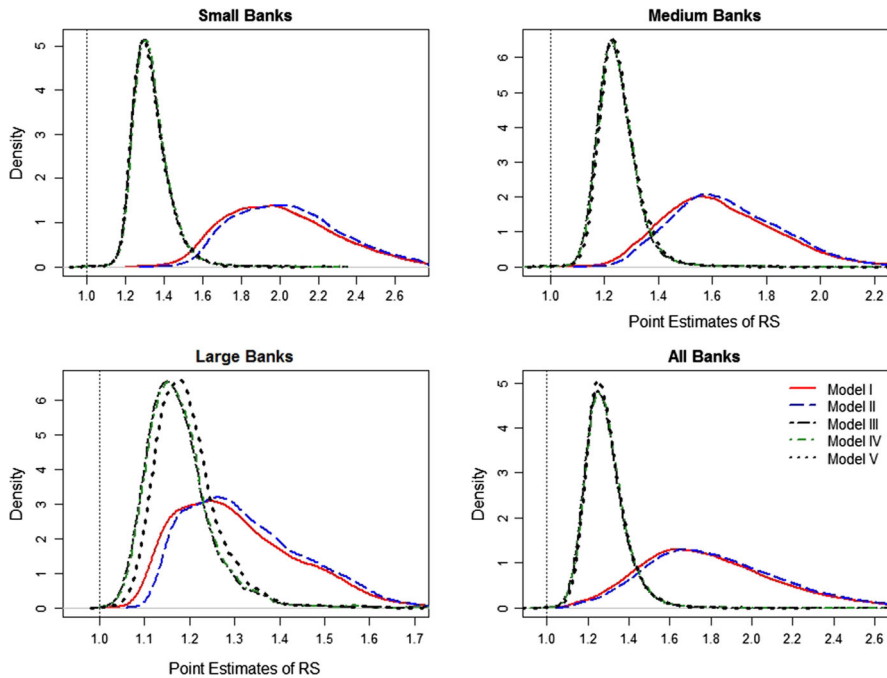 Small Banks
Density
5
4
3
2
1
0
1.0 1.2 1.4 1.6 1.8 2.0 2.2 2.4 2.6
Medium Banks
Density
6
5
4
3
2
1
0
1.0 1.2 1.4 1.6 1.8 2.0 2.2
Point Estimates of RS
Large Banks
Density
6
5
4
3
2
1
0
1.0 1.1 1.2 1.3 1.4 1.5 1.6 1.7
Point Estimates of RS
All Banks
Density
5
4
3
2
1
0
1.0 1.2 1.4 1.6 1.8 2.0 2.2 2.4 2.6
Model I
Model II
Model III
Model IV
Model V